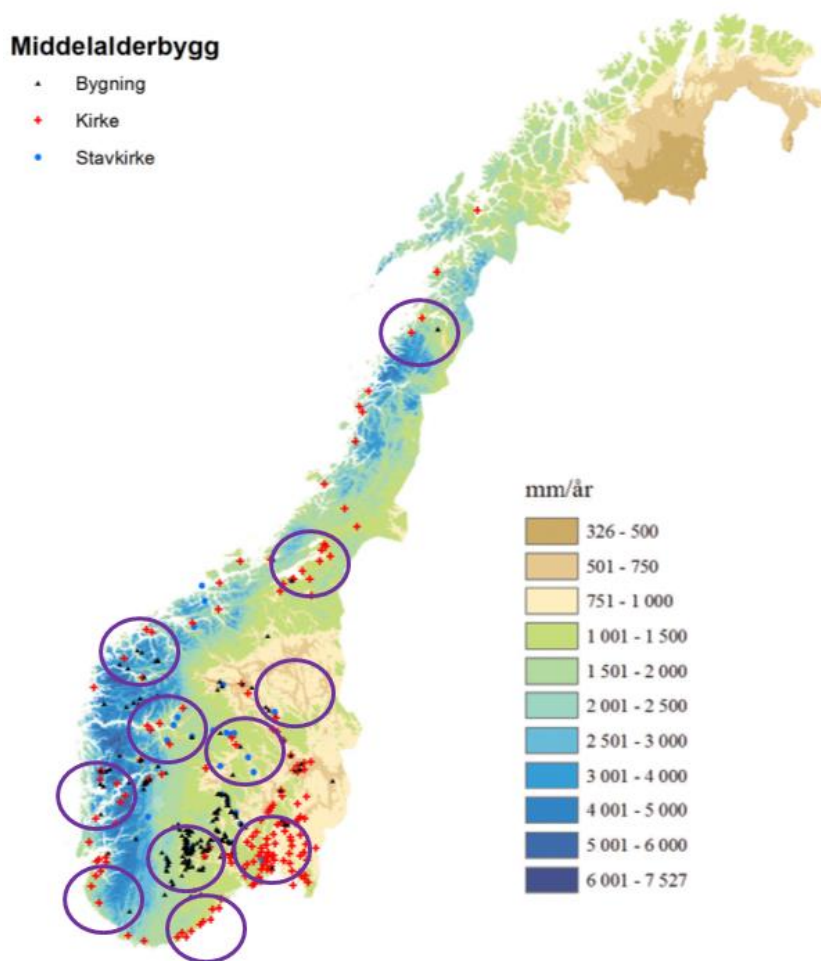 Middelalderbygg
Bygning
Kirke
Stavkirke
mm/år
326 - 500
501 - 750
751 - 1 000
1 001 - 1 500
1 501 - 2 000
2 001 - 2 500
2 501 - 3 000
3 001 - 4 000
4 001 - 5 000
5 001 - 6 000
6 001 - 7 527